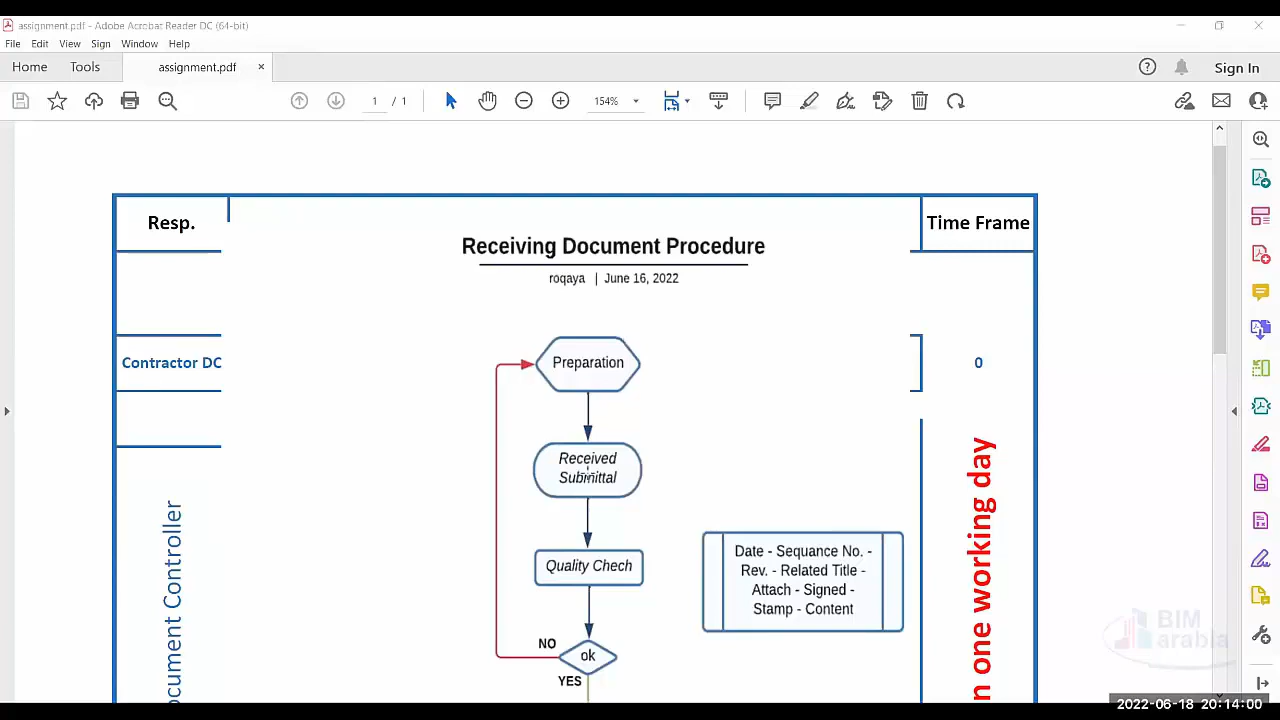 assignment.pdf - Adobe Acrobat Reader DC (64-bit)
File Edit View Sign Window Help
Home Tools assignment.pdf × Sign In
1 / 1 154%
Resp. Time Frame
Receiving Document Procedure
roqaya | June 16, 2022
Contractor DC
Preparation
0
Received
Submittal
Quality Chech
Date - Sequance No. -
Rev. - Related Title -
Attach - Signed -
Stamp - Content
ocument Controller
n one working day
NO
ok
YES
BIM
arabia
2022-06-18 20:14:00